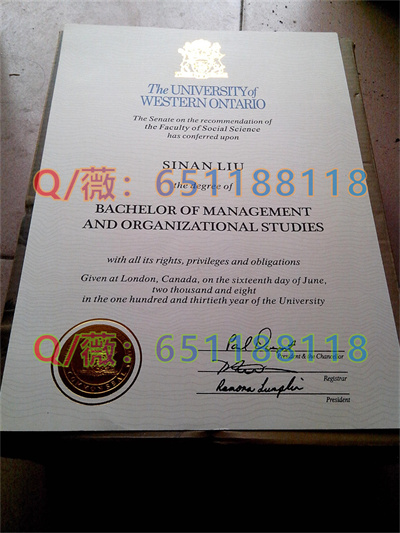 The UNIVERSITY of
WESTERN ONTARIO
The Senate on the recommendation of
the Faculty of Social Science
has conferred upon
SINAN LIU
Q/薇：651188118
the degree of
BACHELOR OF MANAGEMENT
AND ORGANIZATIONAL STUDIES
with all its rights, privileges and obligations
Given at London, Canada, on the sixteenth day of June,
two thousand and eight
in the one hundred and thirtieth year of the University
Q/薇：651188118
President & Vice-Chancellor
Registrar
President